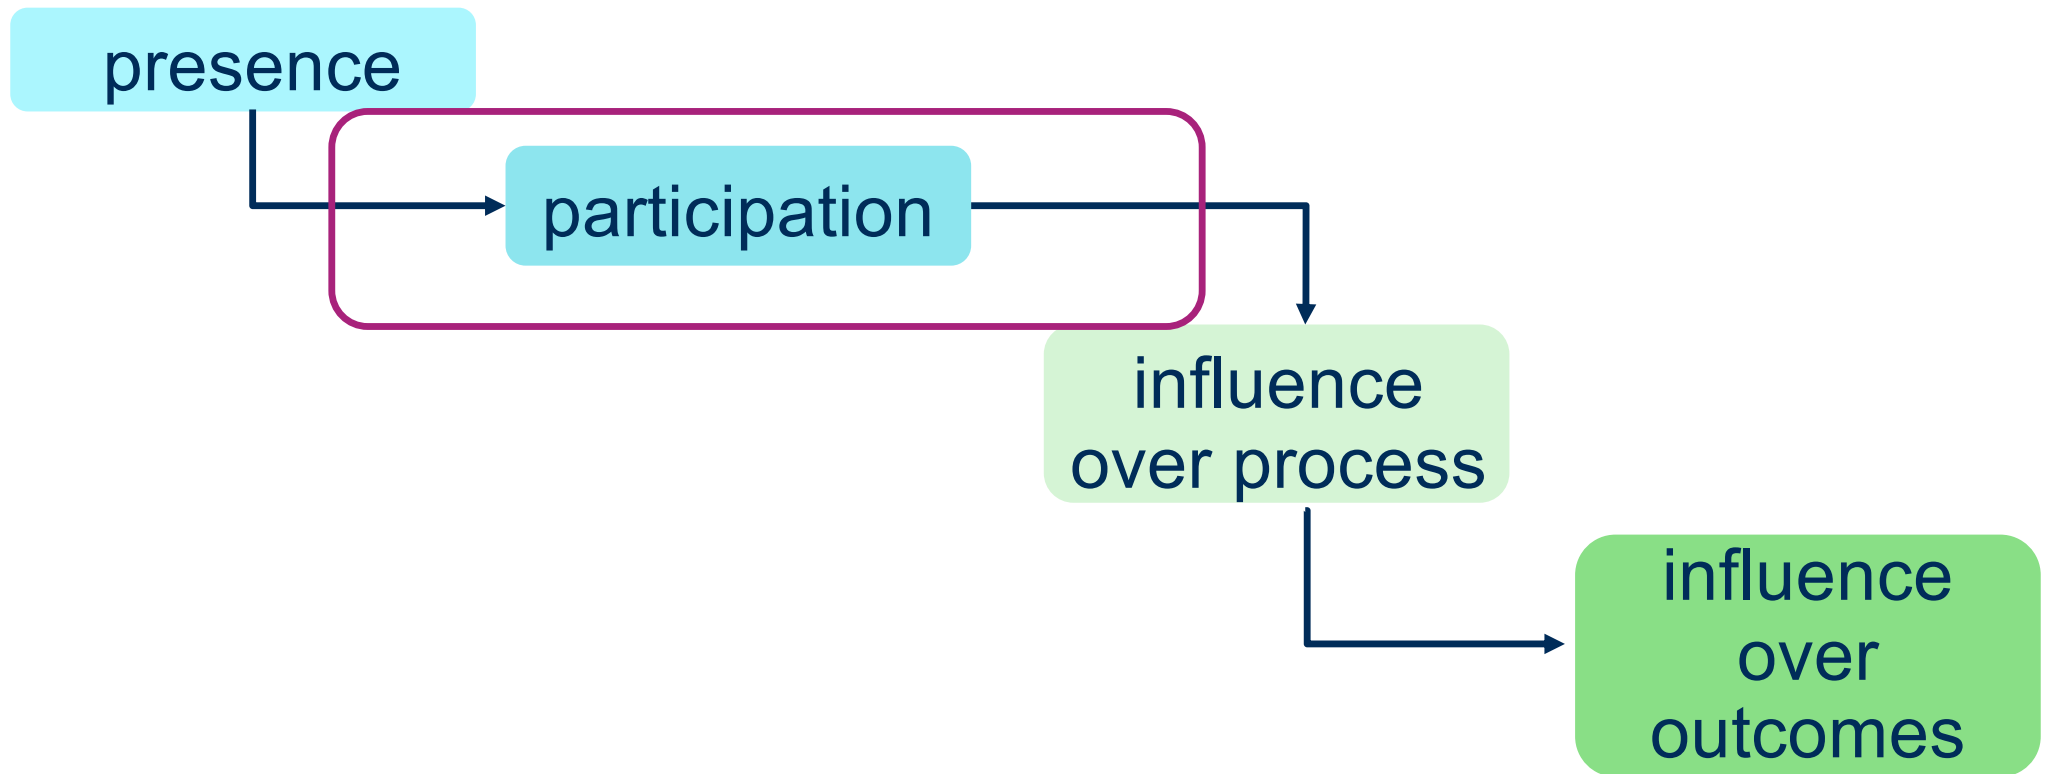 presence
participation
influence
over process
influence
over
outcomes